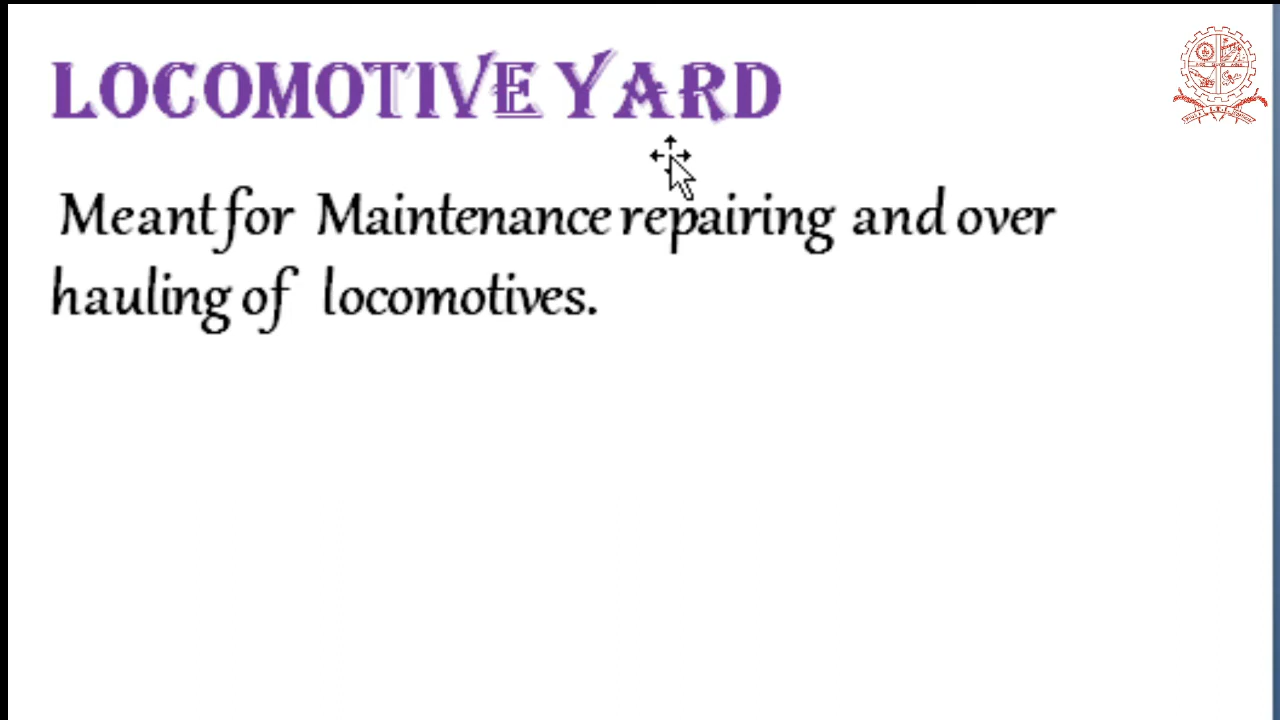 LOCOMOTIVE YARD
Meant for Maintenance repairing and over
hauling of locomotives.